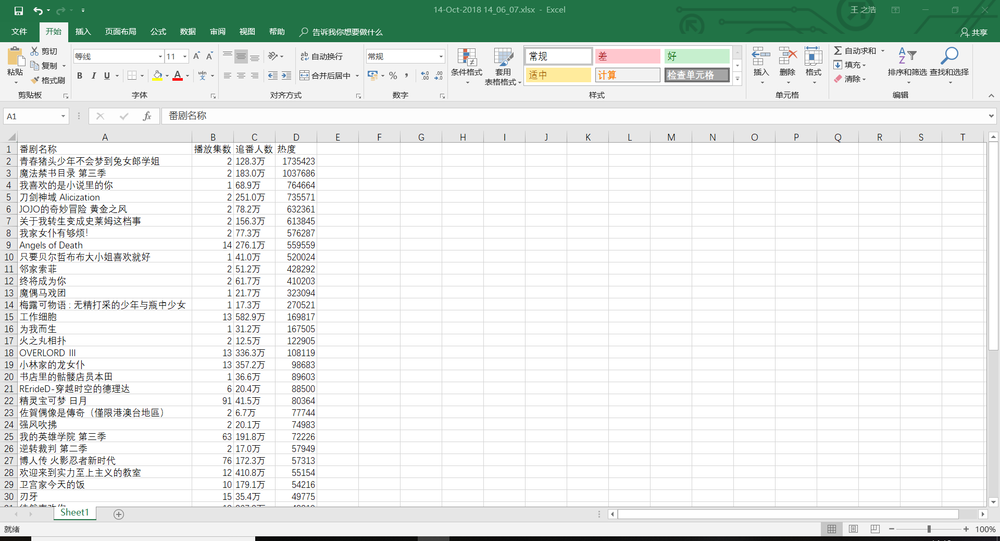 14-Oct-2018 14_06_07.xlsx - Excel
王 之浩
文件 开始 插入 页面布局 公式 数据 审阅 视图 帮助 告诉我你想要做什么 共享
粘贴 剪切 复制 格式刷 剪贴板
等线 11 B I U A A A 字体
自动换行 合并后居中 对齐方式
常规 % 数字
条件格式 套用表格格式 常规 差 好 适中 计算 检查单元格 样式
插入 删除 格式 单元格
自动求和 填充 清除 排序和筛选 查找和选择 编辑
A1 fx 番剧名称
A B C D E F G H I J K L M N O P Q R S T
1 番剧名称 播放集数 追番人数 热度
2 青春猪头少年不会梦到兔女郎学姐 2 128.3万 1735423
3 魔法禁书目录 第三季 2 183.0万 1037686
4 我喜欢的是小说里的你 1 68.9万 764664
5 刀剑神域 Alicization 2 251.0万 735571
6 JOJO的奇妙冒险 黄金之风 2 78.2万 632361
7 关于我转生变成史莱姆这档事 2 156.3万 613845
8 我家女仆有够烦！ 2 77.3万 576287
9 Angels of Death 14 276.1万 559559
10 只要贝尔哲布布大小姐喜欢就好 1 41.0万 520024
11 邻家索菲 2 51.2万 428292
12 终将成为你 2 61.7万 410203
13 魔偶马戏团 1 21.7万 323094
14 梅露可物语：无精打采的少年与瓶中少女 1 17.3万 270521
15 工作细胞 13 582.9万 169817
16 为我而生 1 31.2万 167505
17 火之丸相扑 2 12.5万 122905
18 OVERLORD Ⅲ 13 336.3万 108119
19 小林家的龙女仆 13 357.2万 98683
20 书店里的骷髅店员本田 1 36.6万 89603
21 RErideD-穿越时空的德理达 6 20.4万 88500
22 精灵宝可梦 日月 91 41.5万 80364
23 佐賀偶像是傳奇（僅限港澳台地區） 2 6.7万 77744
24 强风吹拂 2 20.1万 74983
25 我的英雄学院 第三季 63 191.8万 72226
26 逆转裁判 第二季 2 17.0万 57949
27 博人传 火影忍者新时代 76 172.3万 57313
28 欢迎来到实力至上主义的教室 12 410.8万 55154
29 卫宫家今天的饭 10 179.1万 54216
30 刃牙 15 35.4万 49775
Sheet1
就绪 100%